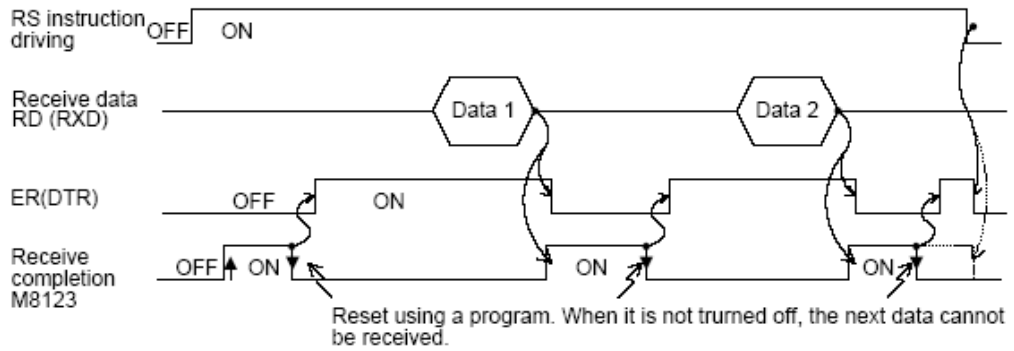 RS instruction
driving
OFF ON
Receive data
RD (RXD)
Data 1 Data 2
ER(DTR)
OFF ON
Receive
completion
M8123
OFF ON ON ON
Reset using a program. When it is not trurned off, the next data cannot
be received.